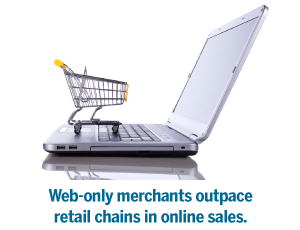 Web-only merchants outpace
retail chains in online sales.